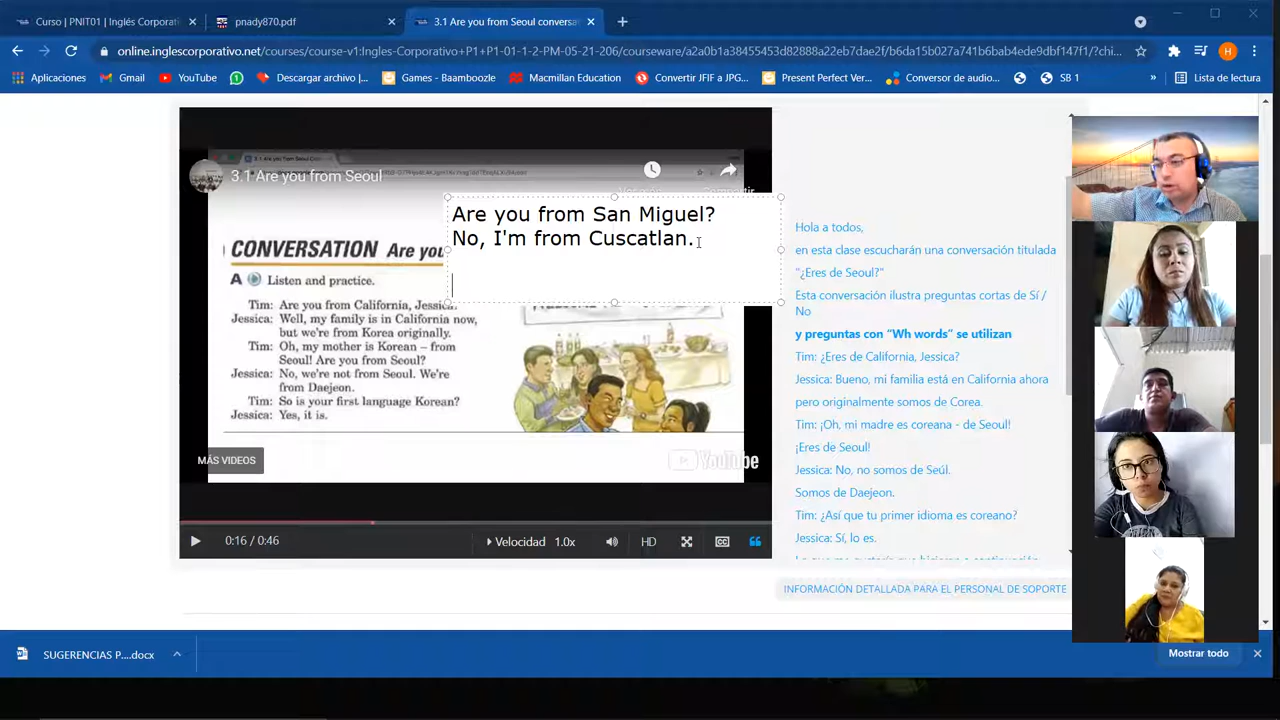 Curso | PNIT01 | Inglés Corporati
pnady870.pdf
3.1 Are you from Seoul conversa
online.inglescorporativo.net/courses/course-v1:Ingles-Corporativo+P1+P1-01-1-2-PM-05-21-206/courseware/a2a0b1a38455453d82888a22eb7dae2f/b6da15b027a741b6bab4ede9dbf147f1/?chi...
H
Aplicaciones
Gmail
YouTube
Descargar archivo |...
Games - Baamboozle
Macmillan Education
Convertir JFIF a JPG...
Present Perfect Ver...
Conversor de audio...
SB 1
»
Lista de lectura
3.1 Are you from Seoul
Are you from San Miguel?
No, I'm from Cuscatlan.
CONVERSATION Are you
A Listen and practice.
Tim: Are you from California, Jessica?
Jessica: Well, my family is in California now,
but we're from Korea originally.
Tim: Oh, my mother is Korean – from
Seoul! Are you from Seoul?
Jessica: No, we're not from Seoul. We're
from Daejeon.
Tim: So is your first language Korean?
Jessica: Yes, it is.
MÁS VIDEOS
YouTube
0:16 / 0:46
Velocidad 1.0x
HD
Hola a todos,
en esta clase escucharán una conversación titulada
"¿Eres de Seoul?"
Esta conversación ilustra preguntas cortas de Sí /
No
y preguntas con “Wh words” se utilizan
Tim: ¿Eres de California, Jessica?
Jessica: Bueno, mi familia está en California ahora
pero originalmente somos de Corea.
Tim: ¡Oh, mi madre es coreana - de Seoul!
¡Eres de Seoul!
Jessica: No, no somos de Seúl.
Somos de Daejeon.
Tim: ¿Así que tu primer idioma es coreano?
Jessica: Sí, lo es.
INFORMACIÓN DETALLADA PARA EL PERSONAL DE SOPORTE
SUGERENCIAS P....docx
Mostrar todo